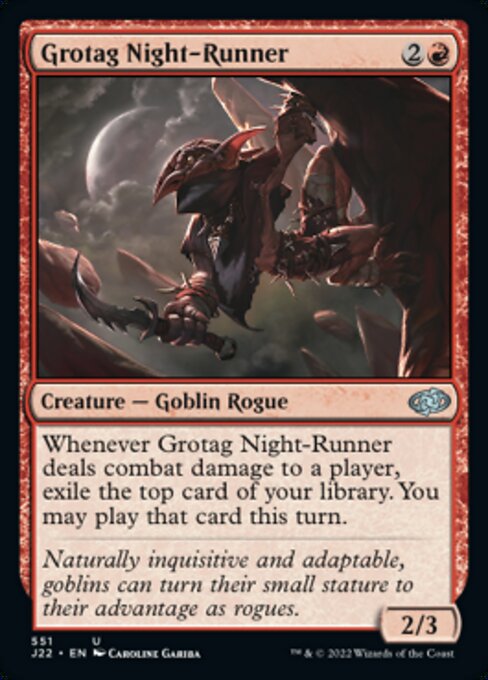 Grotag Night-Runner 2
Creature — Goblin Rogue
Whenever Grotag Night-Runner
deals combat damage to a player,
exile the top card of your library. You
may play that card this turn.
Naturally inquisitive and adaptable,
goblins can turn their small stature to
their advantage as rogues.
2/3
551 U
J22 • EN Caroline Gariba
™ & © 2022 Wizards of the Coast